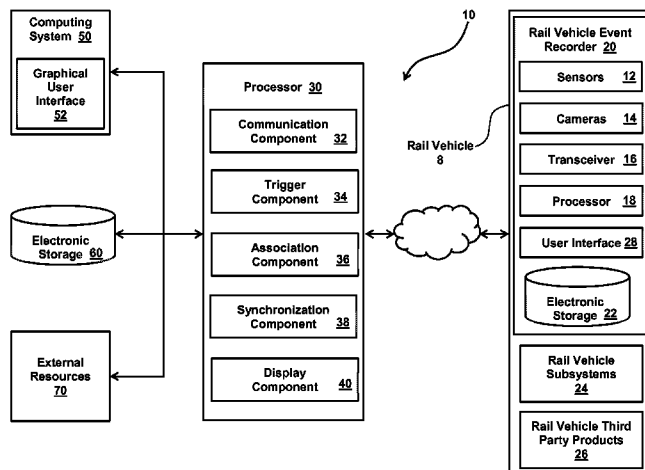 Computing
System 50
Graphical
User
Interface
52
Electronic
Storage 60
External
Resources
70
Processor 30
Communication
Component 32
Trigger
Component 34
Association
Component 36
Synchronization
Component 38
Display
Component 40
10
Rail Vehicle
8
Rail Vehicle Event
Recorder 20
Sensors 12
Cameras 14
Transceiver 16
Processor 18
User Interface 28
Electronic
Storage 22
Rail Vehicle
Subsystems
24
Rail Vehicle Third
Party Products
26